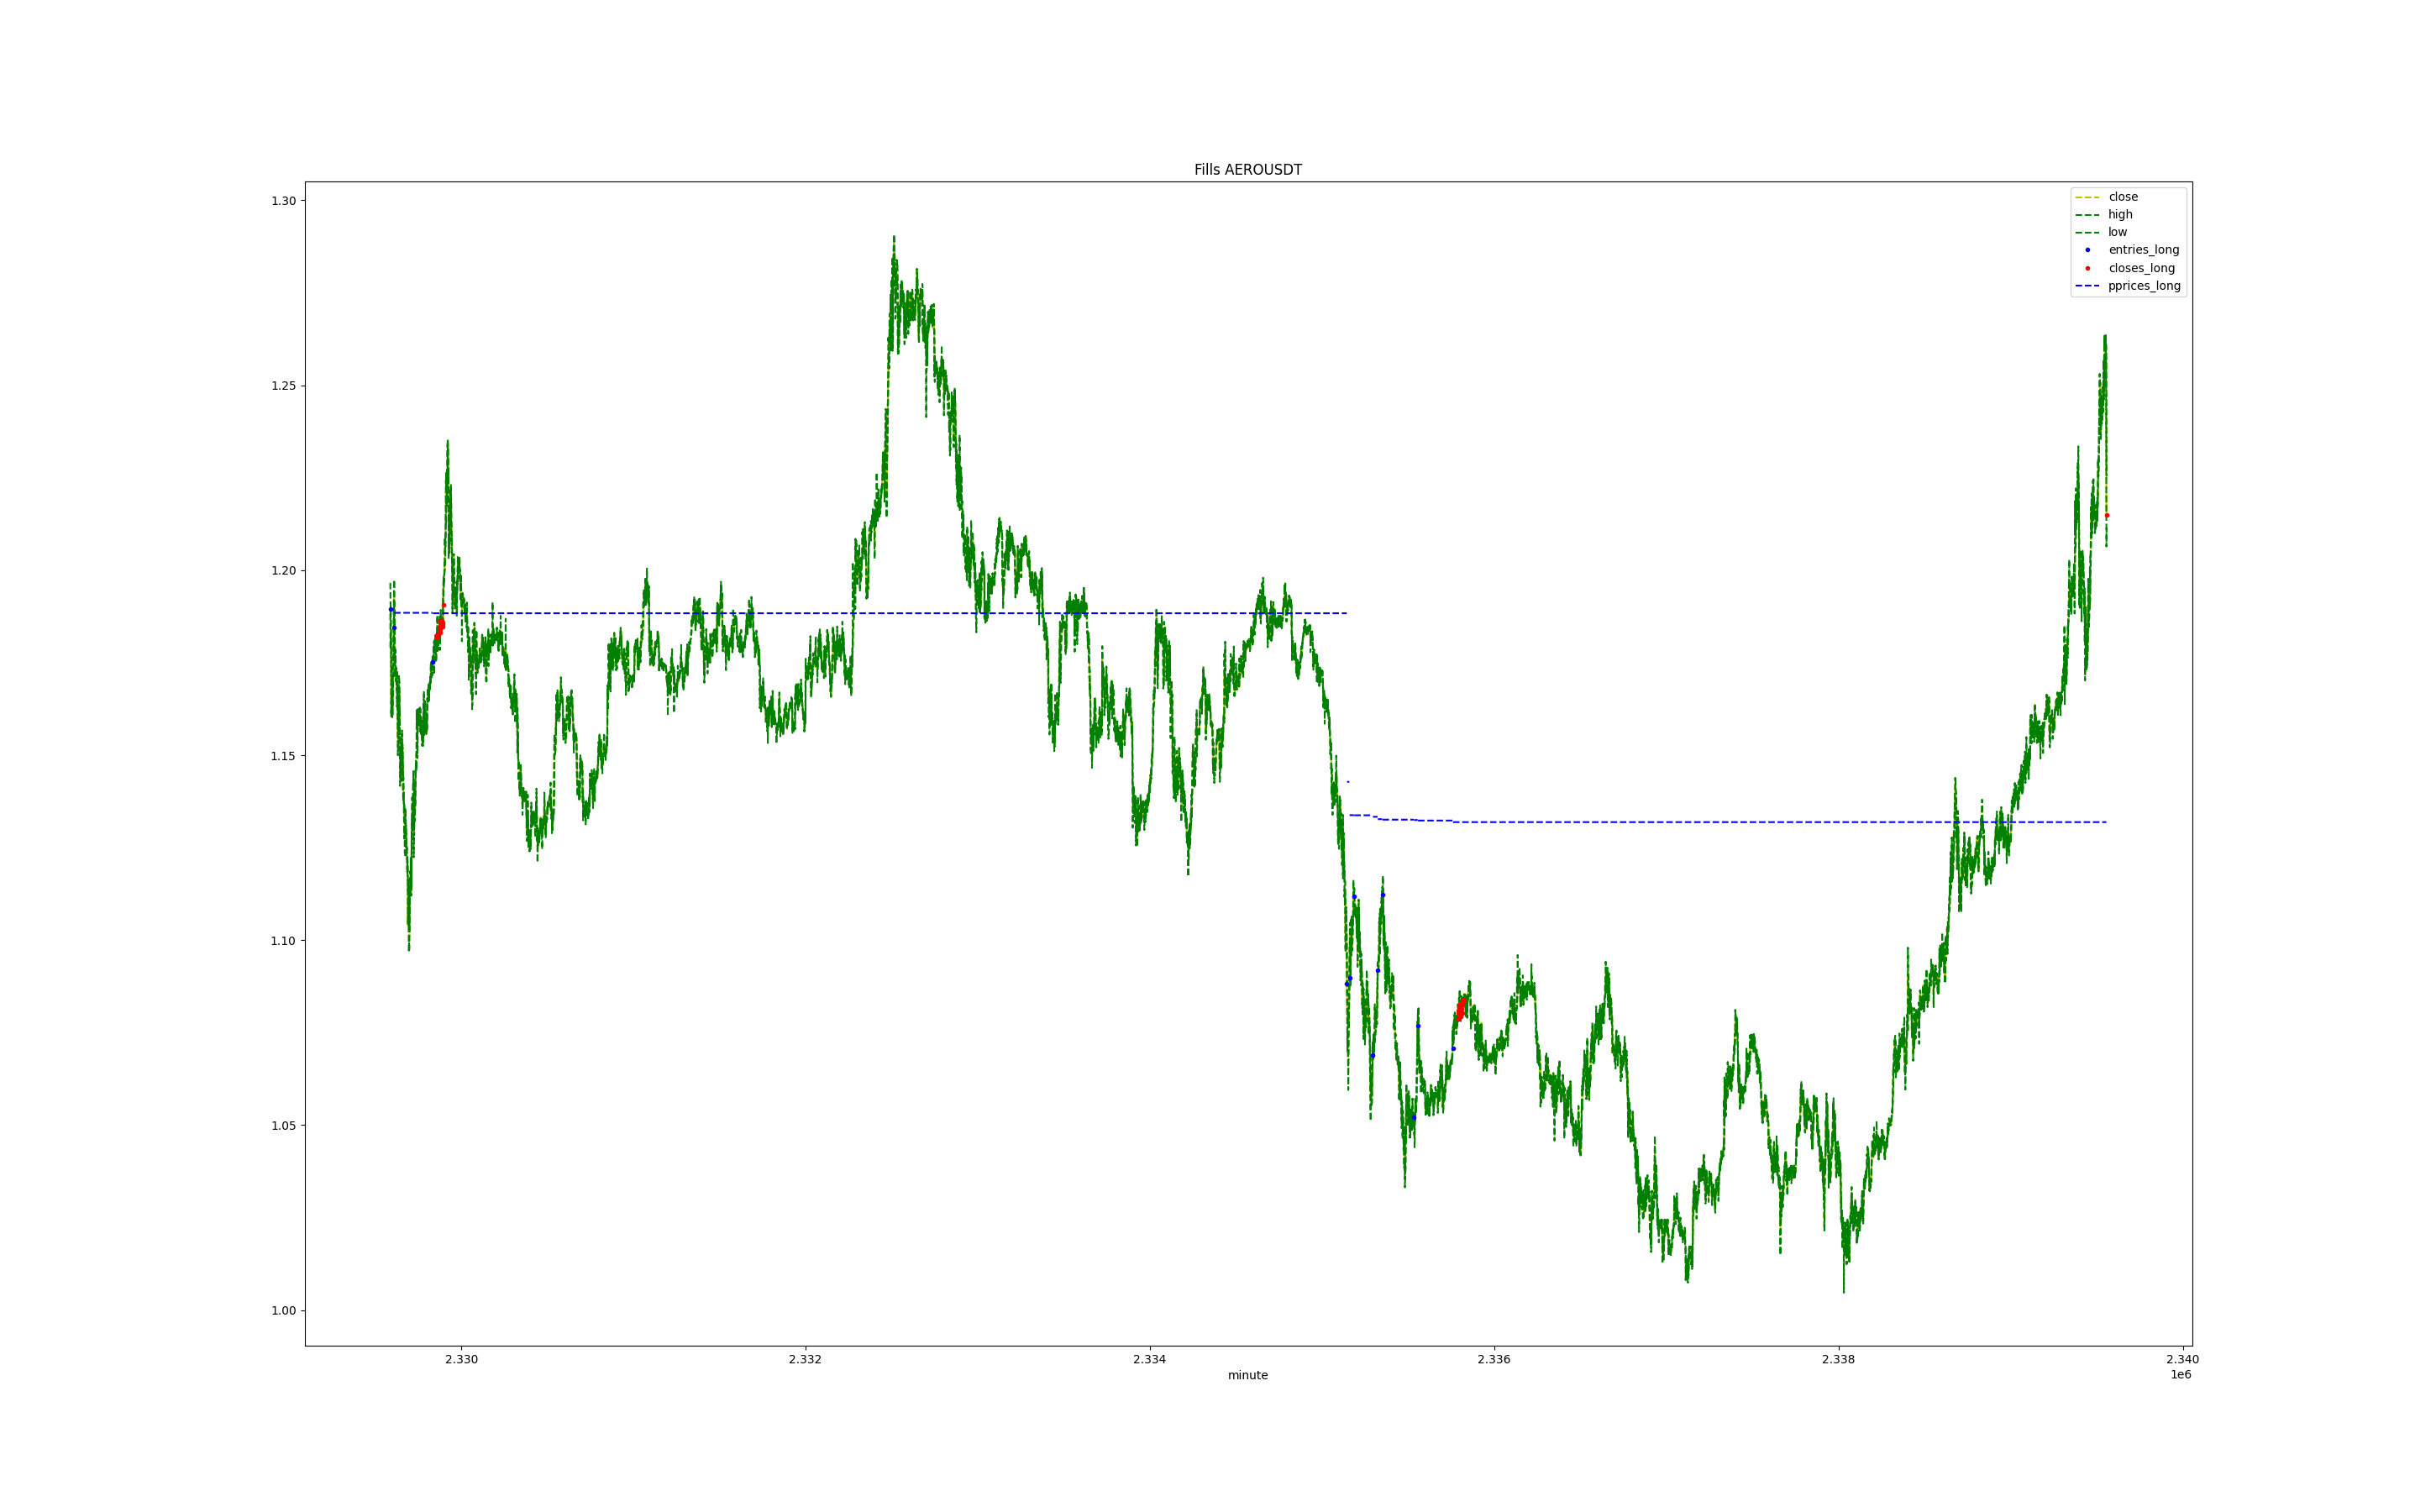 Fills AEROUSDT
close
high
low
entries_long
closes_long
pprices_long
1.30
1.25
1.20
1.15
1.10
1.05
1.00
2.330
2.332
2.334
2.336
2.338
2.340
minute
1e6